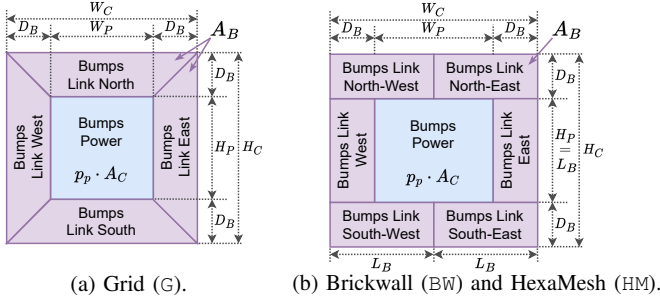 W_C
D_B W_P D_B A_B
Bumps
Link North
D_B
Bumps
Link West
Bumps
Power
p_p · A_C
Bumps
Link East
H_P H_C
Bumps
Link South
D_B
(a) Grid (G).
W_C
D_B W_P D_B A_B
Bumps Link
North-West
Bumps Link
North-East
D_B
Bumps Link
West
Bumps
Power
p_p · A_C
Bumps Link
East
H_P
=
L_B
H_C
Bumps Link
South-West
Bumps Link
South-East
D_B
L_B L_B
(b) Brickwall (BW) and HexaMesh (HM).